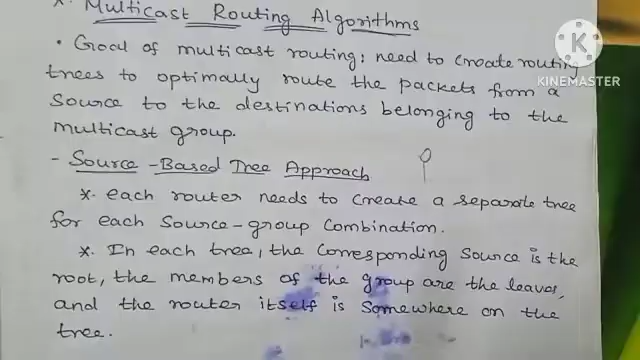 *. Multicast Routing Algorithms
• Goal of multicast routing: need to create routin
trees to optimally route the packets from a
source to the destinations belonging to the
multicast group.
- Source-Based Tree Approach
*. each router needs to create a separate tree
for each source-group combination.
*. In each tree, the corresponding source is the
root, the members of the group are the leaves,
and the router itself is somewhere on the
tree.
K
KINEMASTER